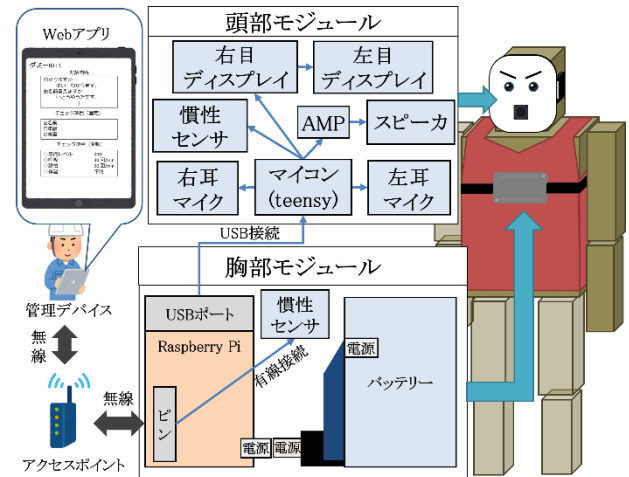 Webアプリ
ダミーID:1
頭部モジュール
右目
ディスプレイ
左目
ディスプレイ
慣性
センサ
AMP
スピーカ
右耳
マイク
マイコン
(teensy)
左耳
マイク
USB接続
胸部モジュール
USBポート
Raspberry Pi
慣性
センサ
有線接続
ピン
電源
電源
電源
バッテリー
管理デバイス
無線
無線
アクセスポイント